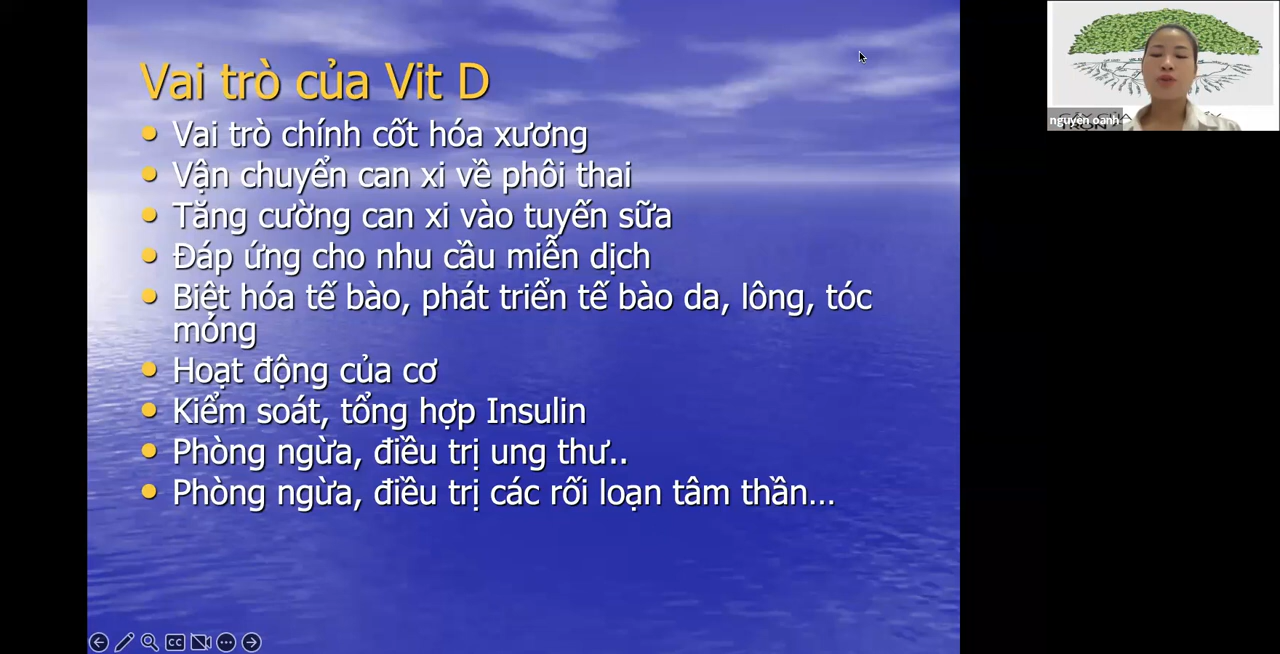 Vai trò của Vit D
Vai trò chính cốt hóa xương
Vận chuyển can xi về phôi thai
Tăng cường can xi vào tuyến sữa
Đáp ứng cho nhu cầu miễn dịch
Biệt hóa tế bào, phát triển tế bào da, lông, tóc
móng
Hoạt động của cơ
Kiểm soát, tổng hợp Insulin
Phòng ngừa, điều trị ung thư..
Phòng ngừa, điều trị các rối loạn tâm thần...
nguyễn oanh
CC